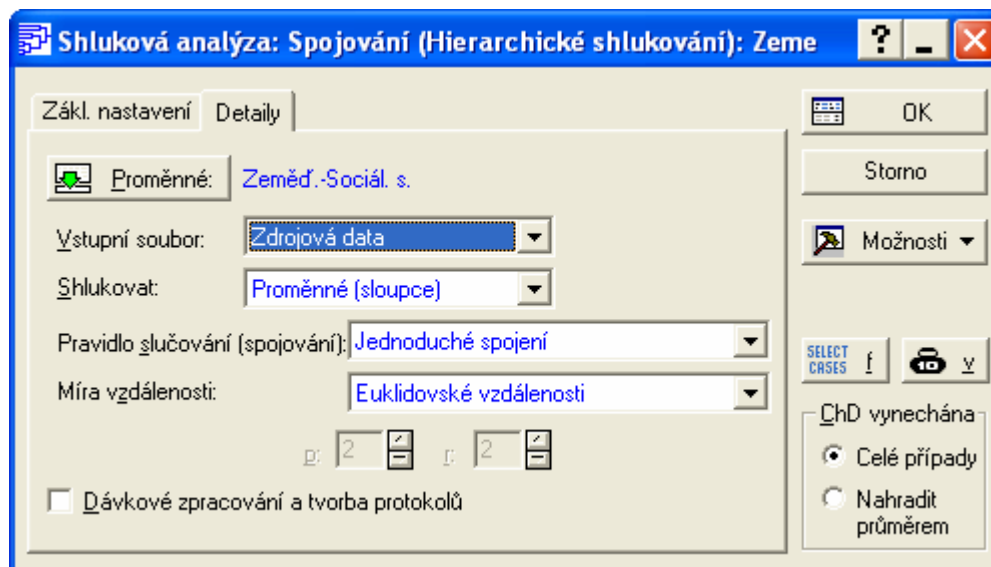 Shluková analýza: Spojování (Hierarchické shlukování): Zeme
Zákl. nastavení
Detaily
OK
Proměnné:
Zeměď.-Sociál. s.
Storno
Vstupní soubor:
Zdrojová data
Možnosti
Shlukovat:
Proměnné (sloupce)
Pravidlo slučování (spojování):
Jednoduché spojení
SELECT
CASES
f
v
Míra vzdálenosti:
Euklidovské vzdálenosti
p:
2
r:
2
ChD vynechána
Celé případy
Nahradit
průměrem
Dávkové zpracování a tvorba protokolů